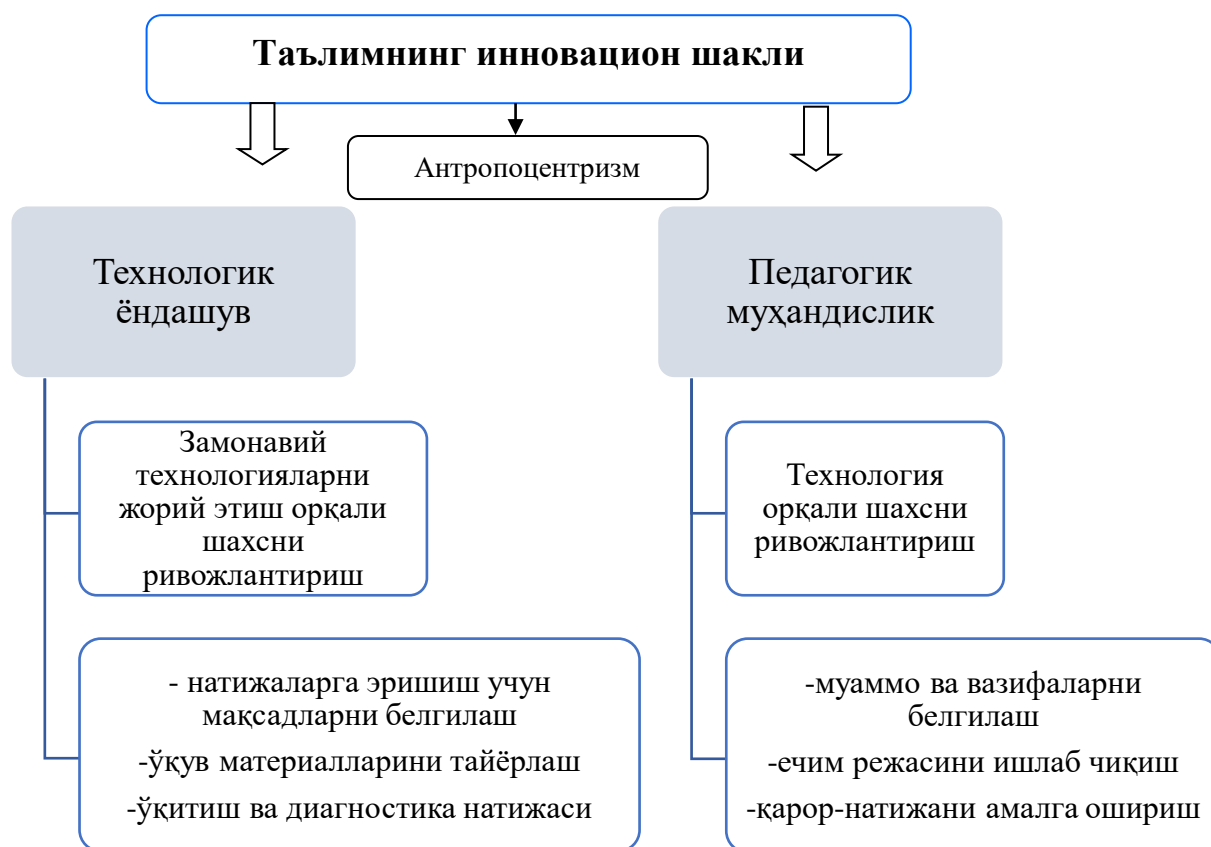 Таълимнинг инновацион шакли
Антропоцентризм
Технологик
ёндашув
Замонавий
технологияларни
жорий этиш орқали
шахсни
ривожлантириш
- натижаларга эришиш учун
мақсадларни белгилаш
-ўқув материалларини тайёрлаш
-ўқитиш ва диагностика натижаси
Педагогик
муҳандислик
Технология
орқали шахсни
ривожлантириш
-муаммо ва вазифаларни
белгилаш
-ечим режасини ишлаб чиқиш
-қарор-натижани амалга ошириш